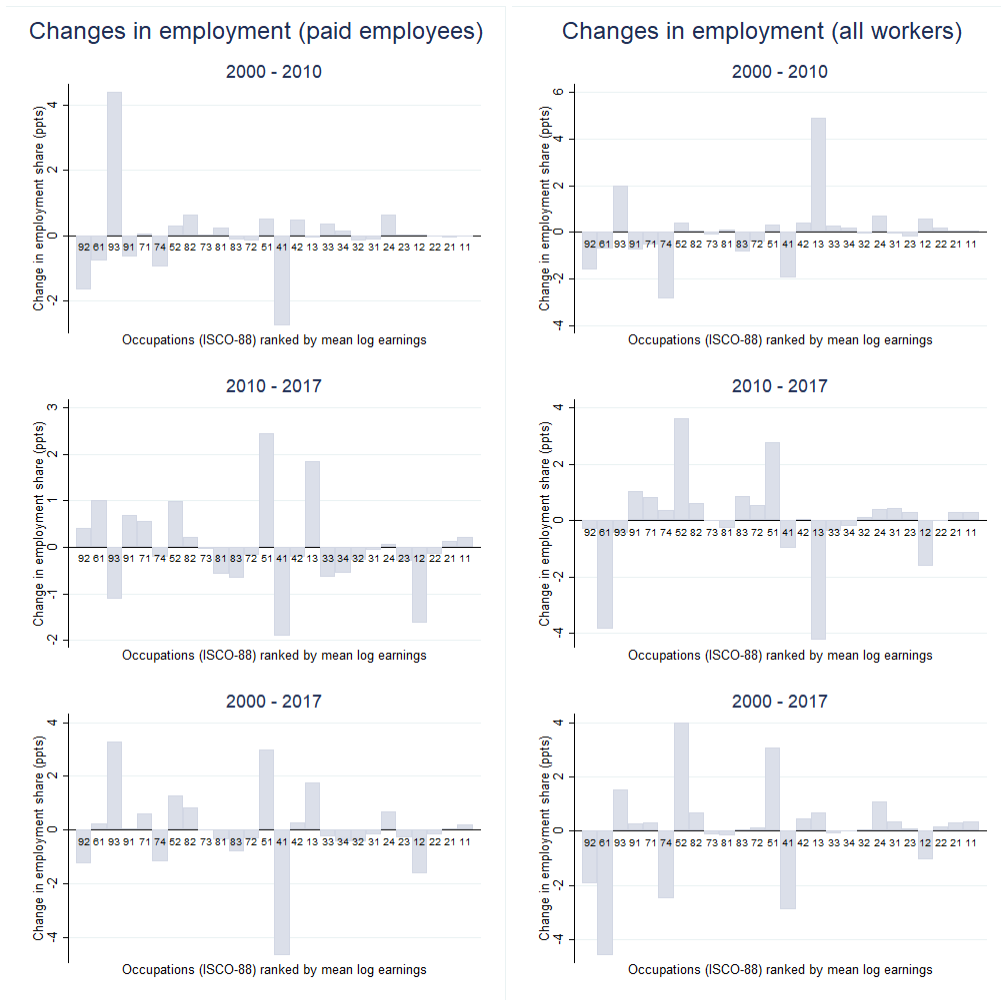 Changes in employment (paid employees)
2000 - 2010
Change in employment share (ppts)
4
2
0
-2
92 61 93 91 71 74 52 82 73 81 83 72 51 41 42 13 33 34 32 31 24 23 12 22 21 11
Occupations (ISCO-88) ranked by mean log earnings
2010 - 2017
Change in employment share (ppts)
3
2
1
0
-1
-2
92 61 93 91 71 74 52 82 73 81 83 72 51 41 42 13 33 34 32 31 24 23 12 22 21 11
Occupations (ISCO-88) ranked by mean log earnings
2000 - 2017
Change in employment share (ppts)
4
2
0
-2
-4
92 61 93 91 71 74 52 82 73 81 83 72 51 41 42 13 33 34 32 31 24 23 12 22 21 11
Occupations (ISCO-88) ranked by mean log earnings
Changes in employment (all workers)
2000 - 2010
Change in employment share (ppts)
6
4
2
0
-2
-4
92 61 93 91 71 74 52 82 73 81 83 72 51 41 42 13 33 34 32 24 31 23 12 22 21 11
Occupations (ISCO-88) ranked by mean log earnings
2010 - 2017
Change in employment share (ppts)
4
2
0
-2
-4
92 61 93 91 71 74 52 82 73 81 83 72 51 41 42 13 33 34 32 24 31 23 12 22 21 11
Occupations (ISCO-88) ranked by mean log earnings
2000 - 2017
Change in employment share (ppts)
4
2
0
-2
-4
92 61 93 91 71 74 52 82 73 81 83 72 51 41 42 13 33 34 32 24 31 23 12 22 21 11
Occupations (ISCO-88) ranked by mean log earnings